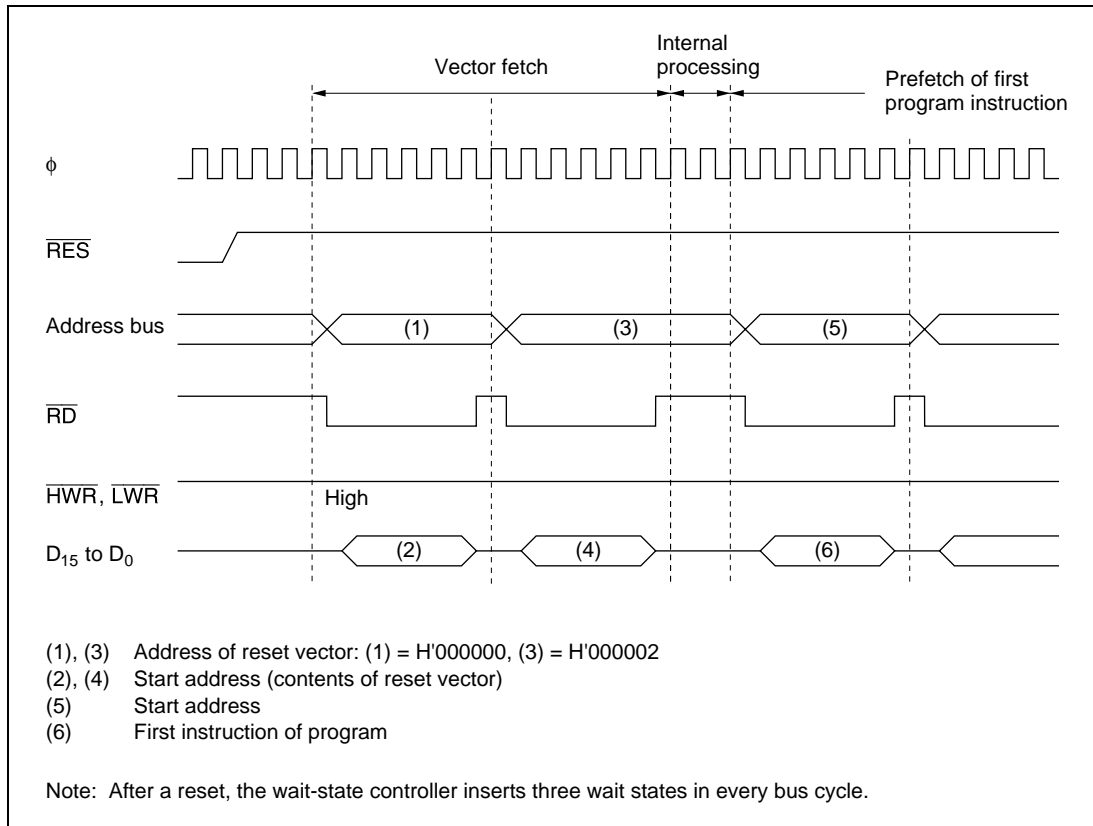 Internal
processing
Vector fetch
Prefetch of first
program instruction
φ
RES
Address bus
(1)
(3)
(5)
RD
HWR, LWR
High
D15 to D0
(2)
(4)
(6)
(1), (3) Address of reset vector: (1) = H'000000, (3) = H'000002
(2), (4) Start address (contents of reset vector)
(5) Start address
(6) First instruction of program
Note: After a reset, the wait-state controller inserts three wait states in every bus cycle.